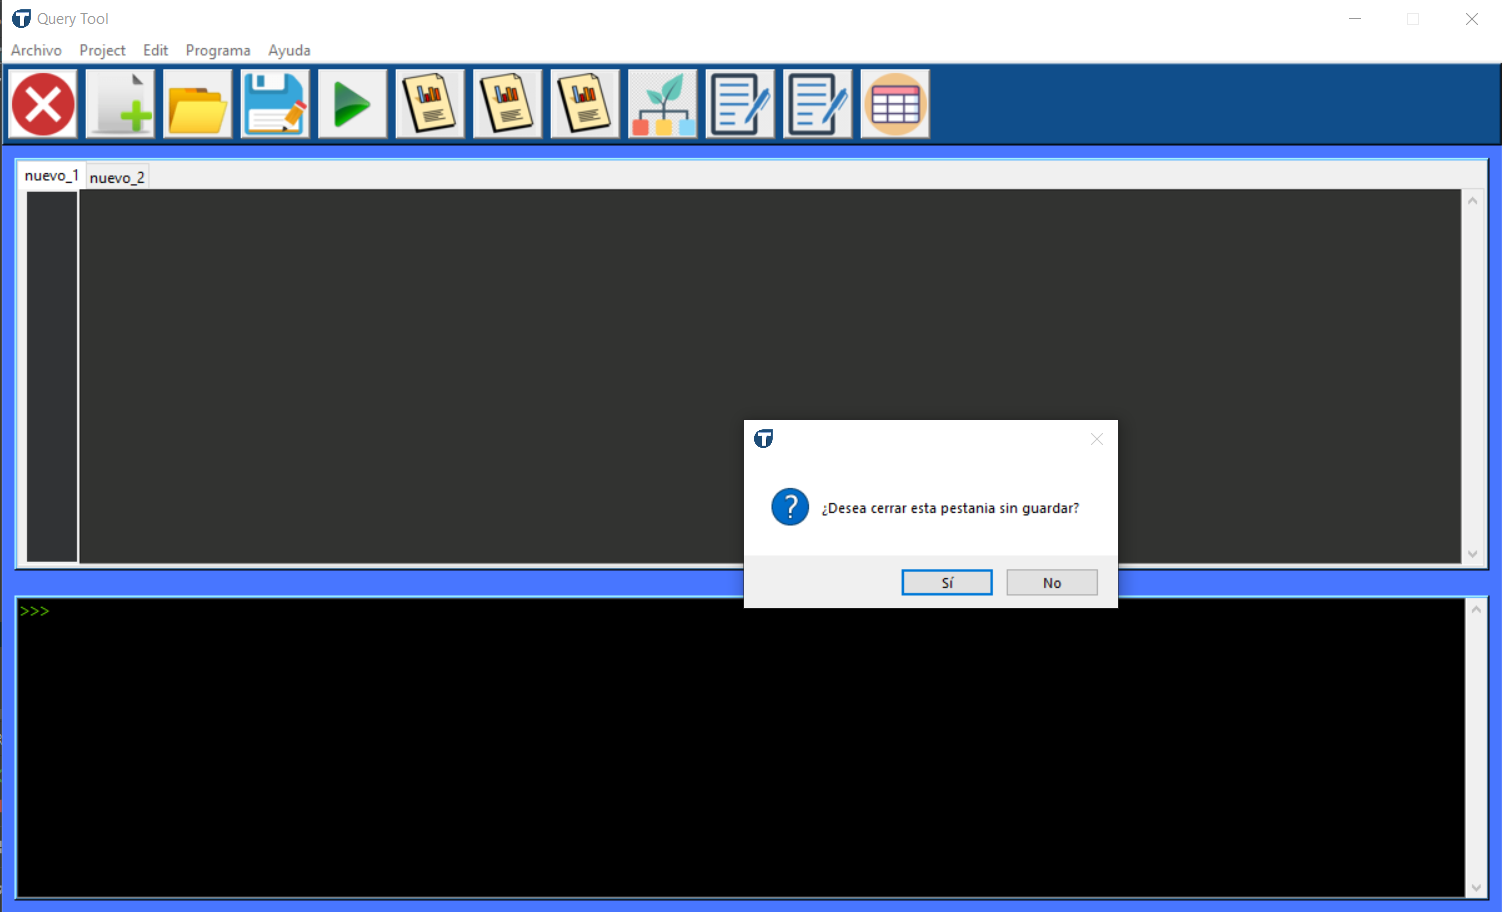 Query Tool
Archivo Project Edit Programa Ayuda
nuevo_1 nuevo_2
¿Desea cerrar esta pestania sin guardar?
Sí No
>>>